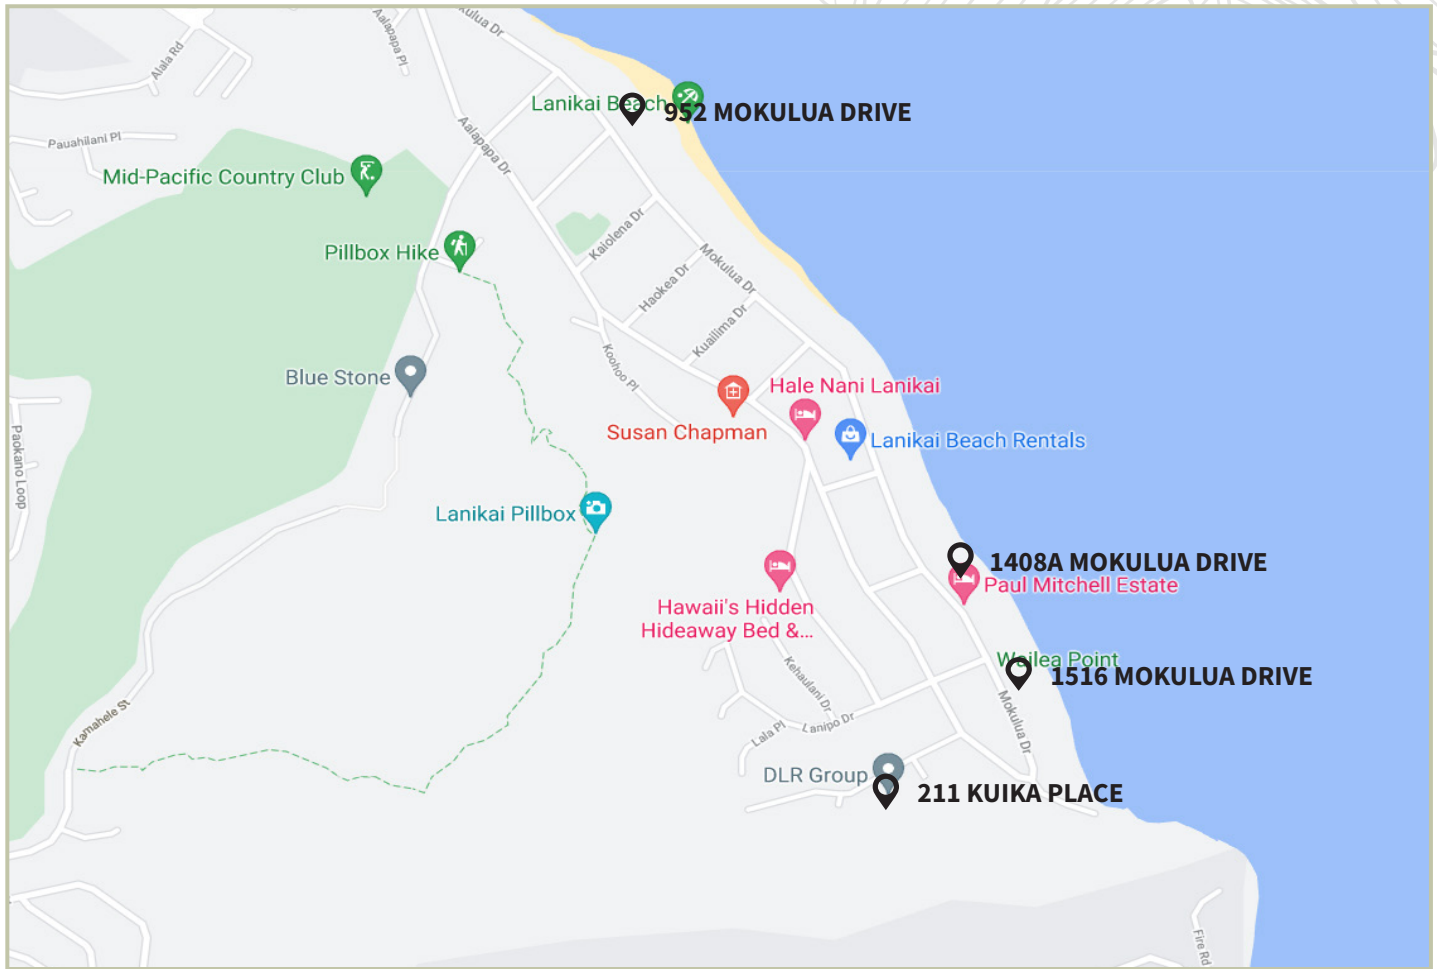 kulua Dr
Aalapapa Pl
Alala Rd
Lanikai Beach
952 MOKULUA DRIVE
Pauahilani Pl
Aalapapa Dr
Mid-Pacific Country Club
Pillbox Hike
Kaiolena Dr
Mokulua Dr
Haokea Dr
Kuailima Dr
Koohoo Pl
Blue Stone
Hale Nani Lanikai
Susan Chapman
Lanikai Beach Rentals
Paokano Loop
Lanikai Pillbox
1408A MOKULUA DRIVE
Paul Mitchell Estate
Hawaii's Hidden
Hideaway Bed &...
Wailea Point
1516 MOKULUA DRIVE
Kehaulani Dr
Mokulua Dr
Kamahele St
Lala Pl
Lanipo Dr
DLR Group
211 KUIKA PLACE
Fire Rd